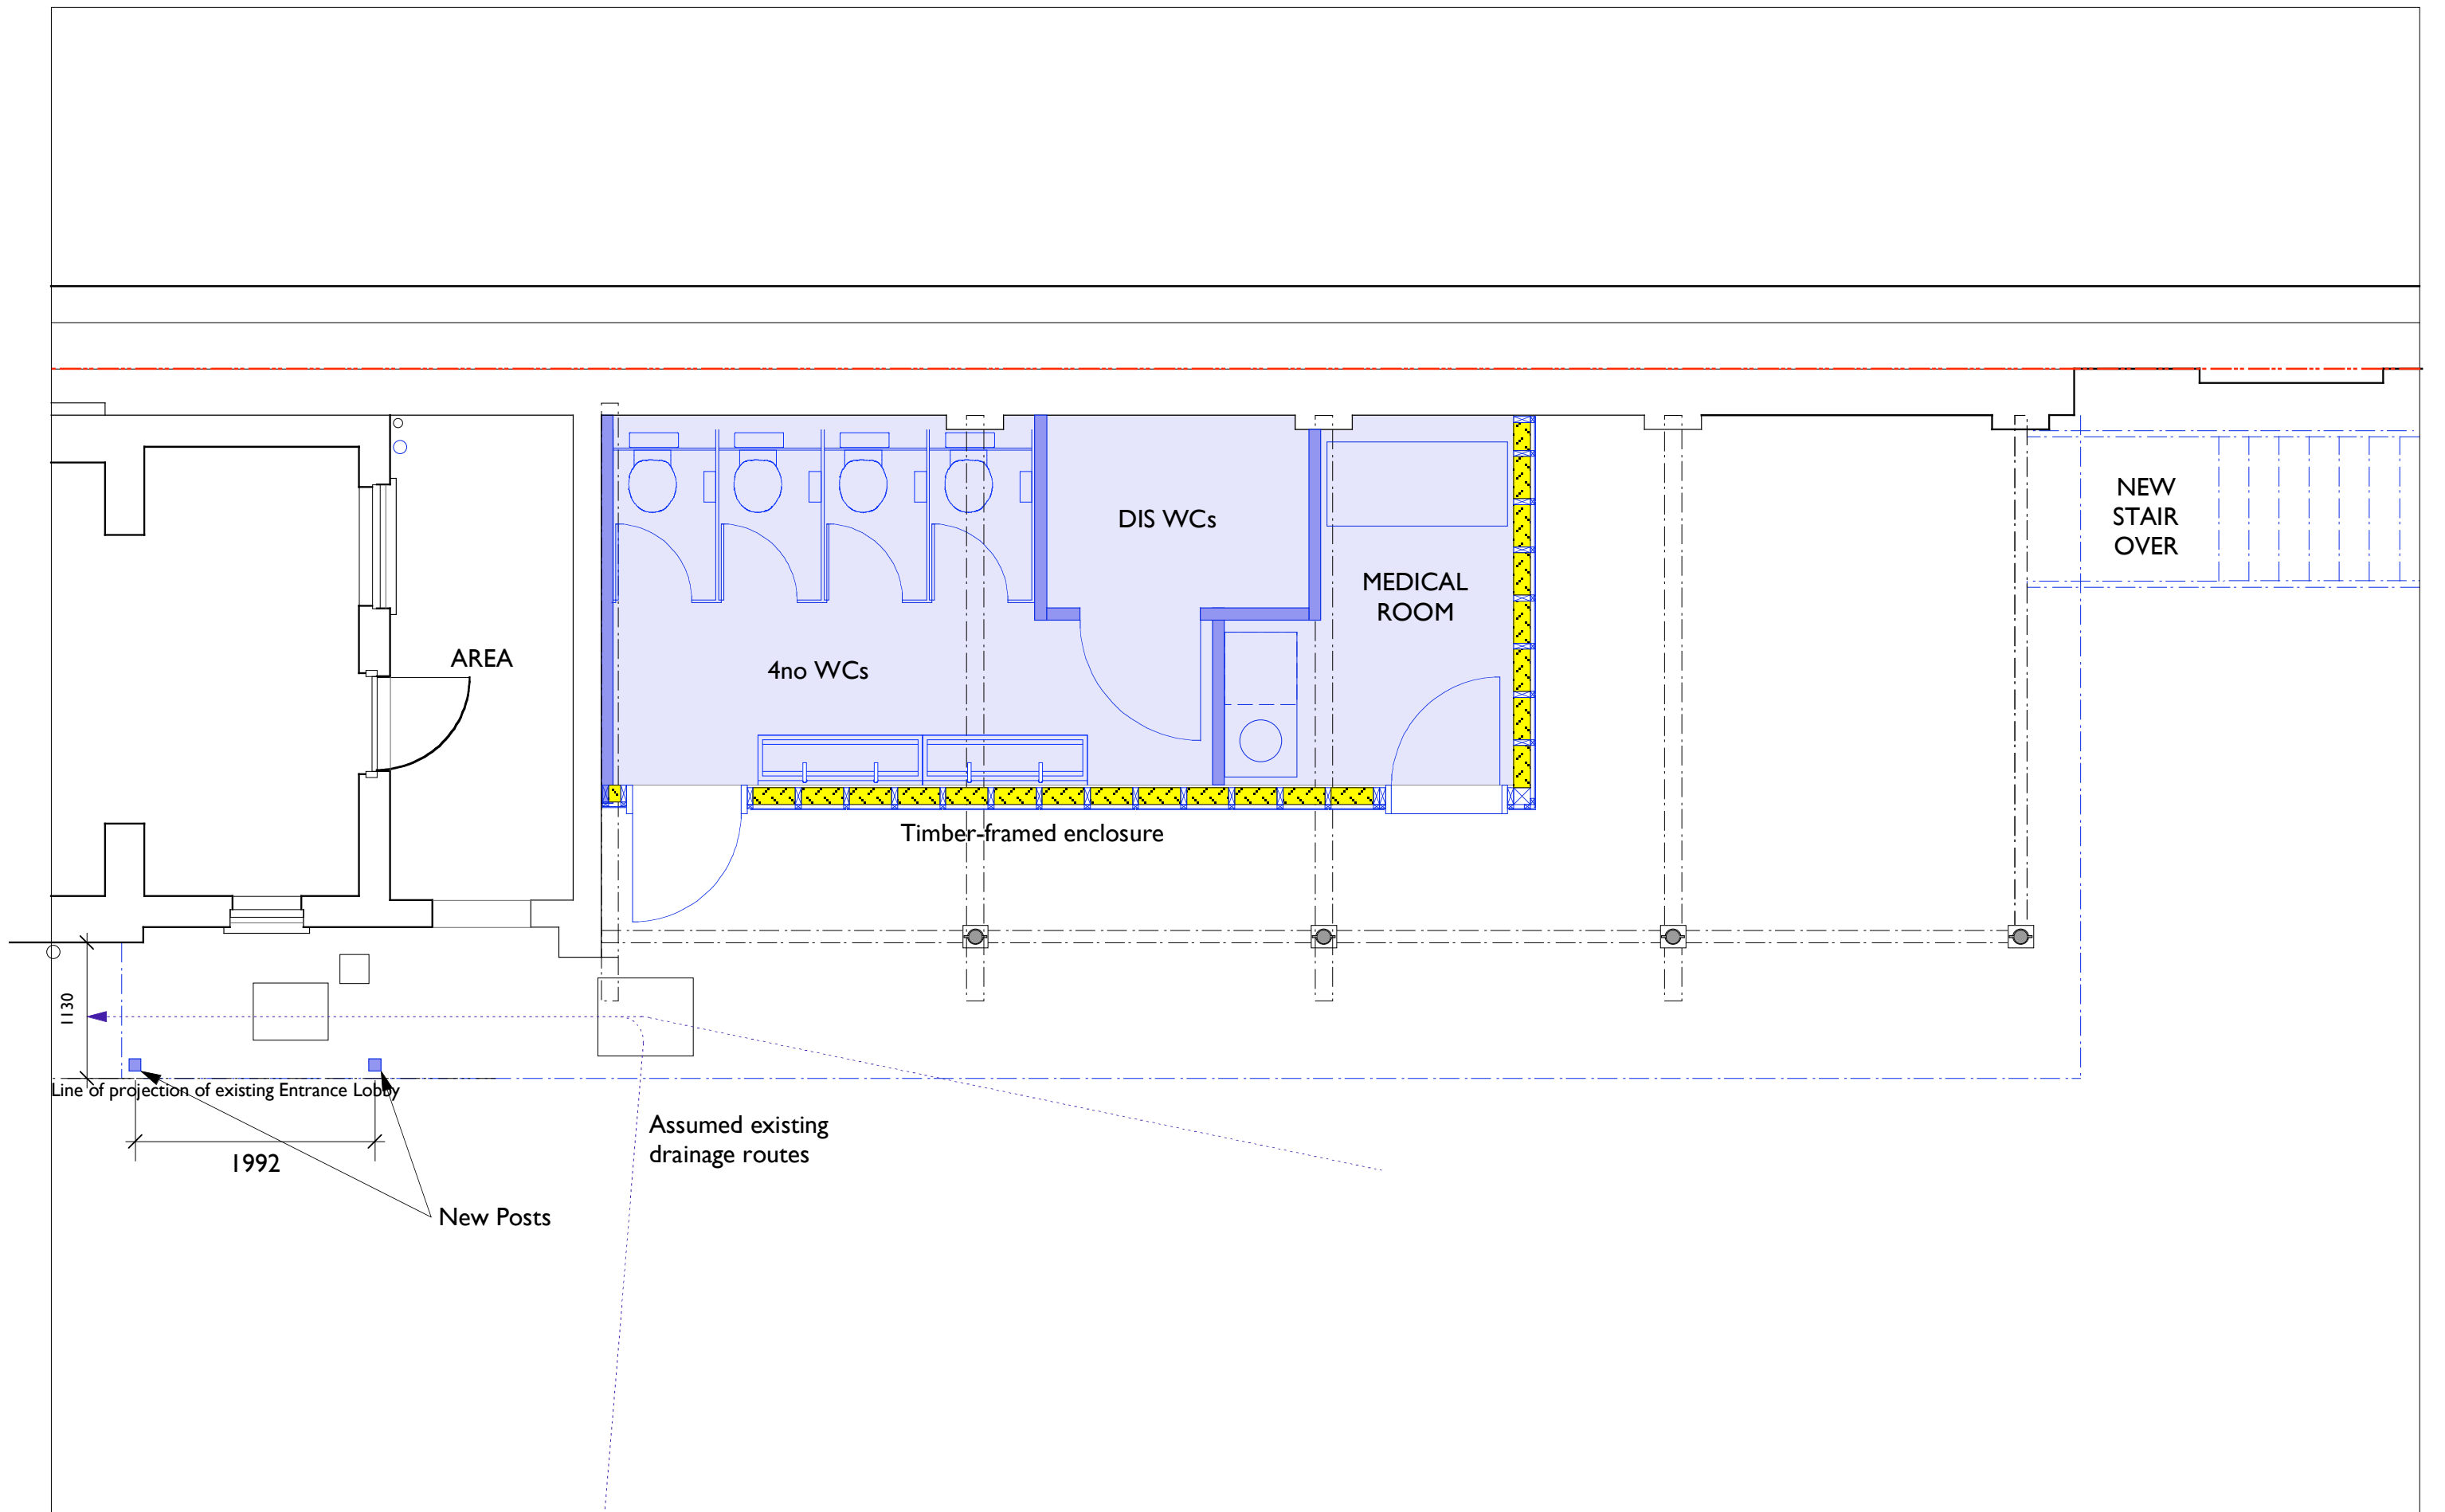 NEW
STAIR
OVER
DIS WCs
MEDICAL
ROOM
AREA
4no WCs
Timber-framed enclosure
1130
Line of projection of existing Entrance Lobby
Assumed existing
drainage routes
1992
New Posts